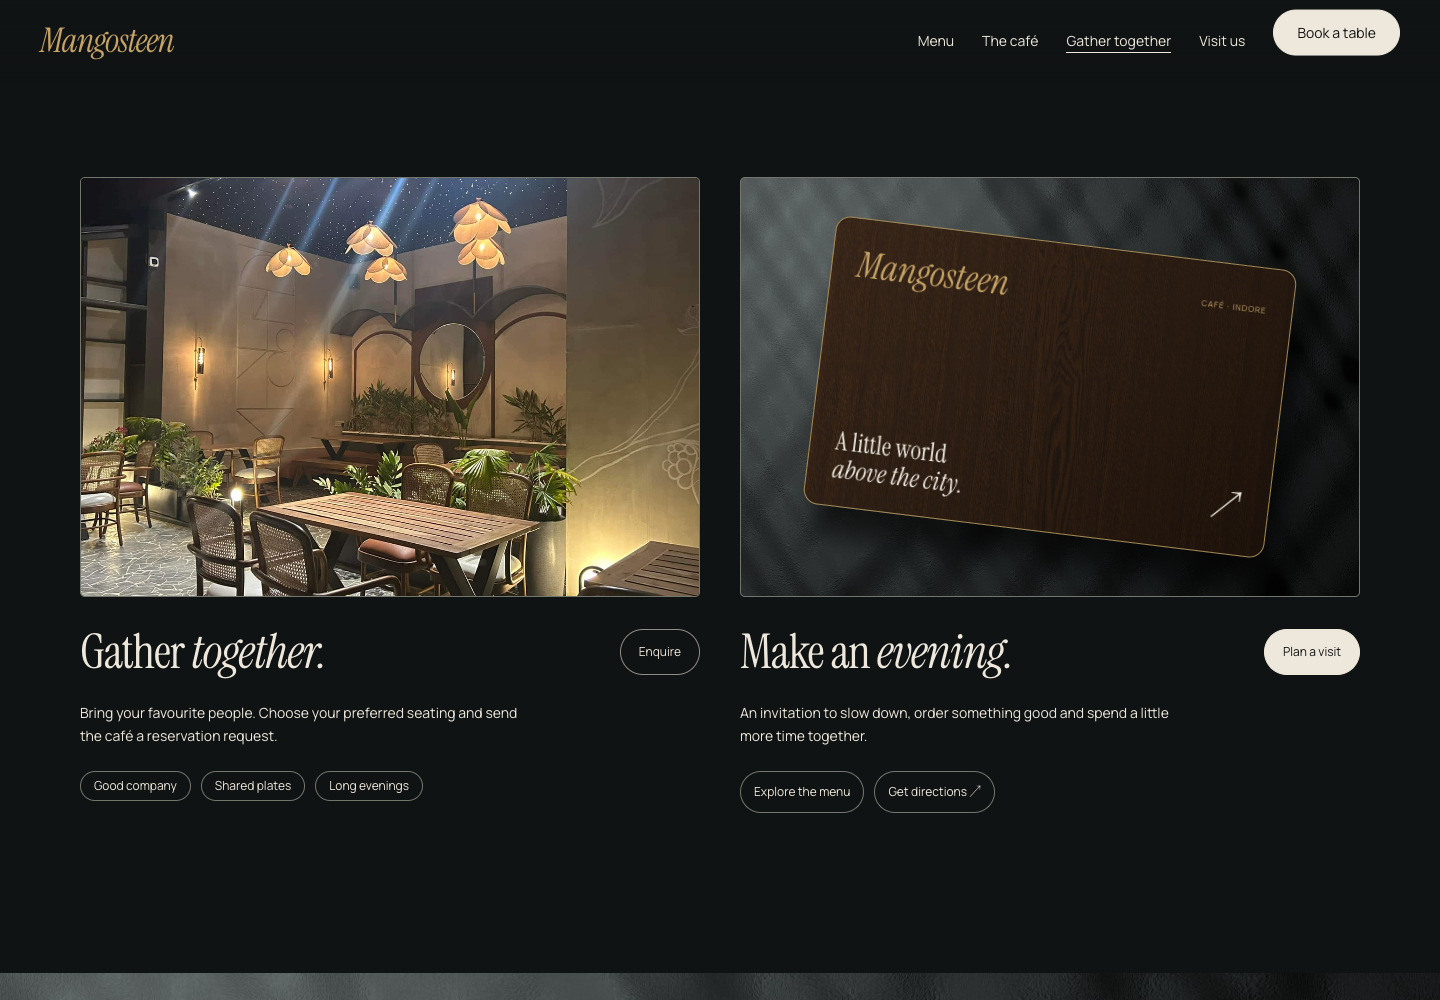 Mangosteen
Menu
The café
Gather together
Visit us
Book a table
Mangosteen
CAFÉ · INDORE
A little world
above the city.
Gather together.
Enquire
Bring your favourite people. Choose your preferred seating and send
the café a reservation request.
Good company
Shared plates
Long evenings
Make an evening.
Plan a visit
An invitation to slow down, order something good and spend a little
more time together.
Explore the menu
Get directions ↗